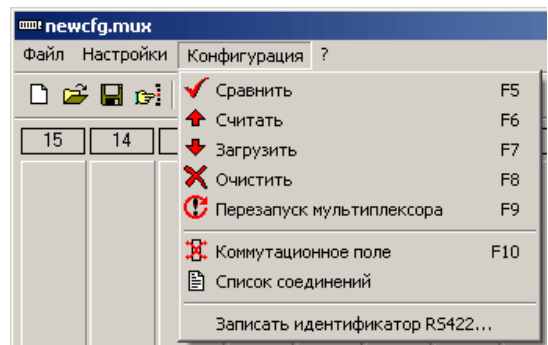 newcfg.mux
Файл Настройки Конфигурация ?
Сравнить F5
Считать F6
15 14
Загрузить F7
Очистить F8
Перезапуск мультиплексора F9
Коммутационное поле F10
Список соединений
Записать идентификатор RS422...